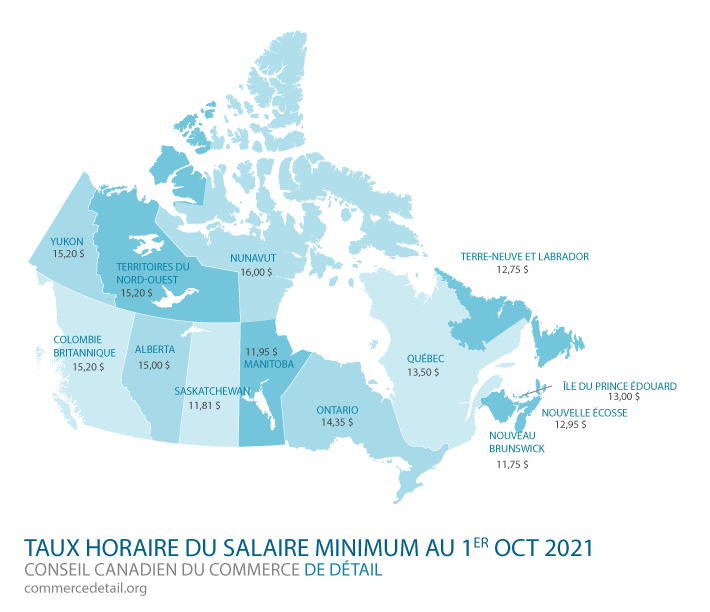 YUKON
15,20 $
TERRITOIRES DU
NORD-OUEST
15,20 $
NUNAVUT
16,00 $
TERRE-NEUVE ET LABRADOR
12,75 $
COLOMBIE
BRITANNIQUE
15,20 $
ALBERTA
15,00 $
SASKATCHEWAN
11,81 $
11,95 $
MANITOBA
ONTARIO
14,35 $
QUÉBEC
13,50 $
ÎLE DU PRINCE ÉDOUARD
13,00 $
NOUVELLE ÉCOSSE
12,95 $
NOUVEAU
BRUNSWICK
11,75 $
TAUX HORAIRE DU SALAIRE MINIMUM AU 1ER OCT 2021
CONSEIL CANADIEN DU COMMERCE DE DÉTAIL
commercedetail.org